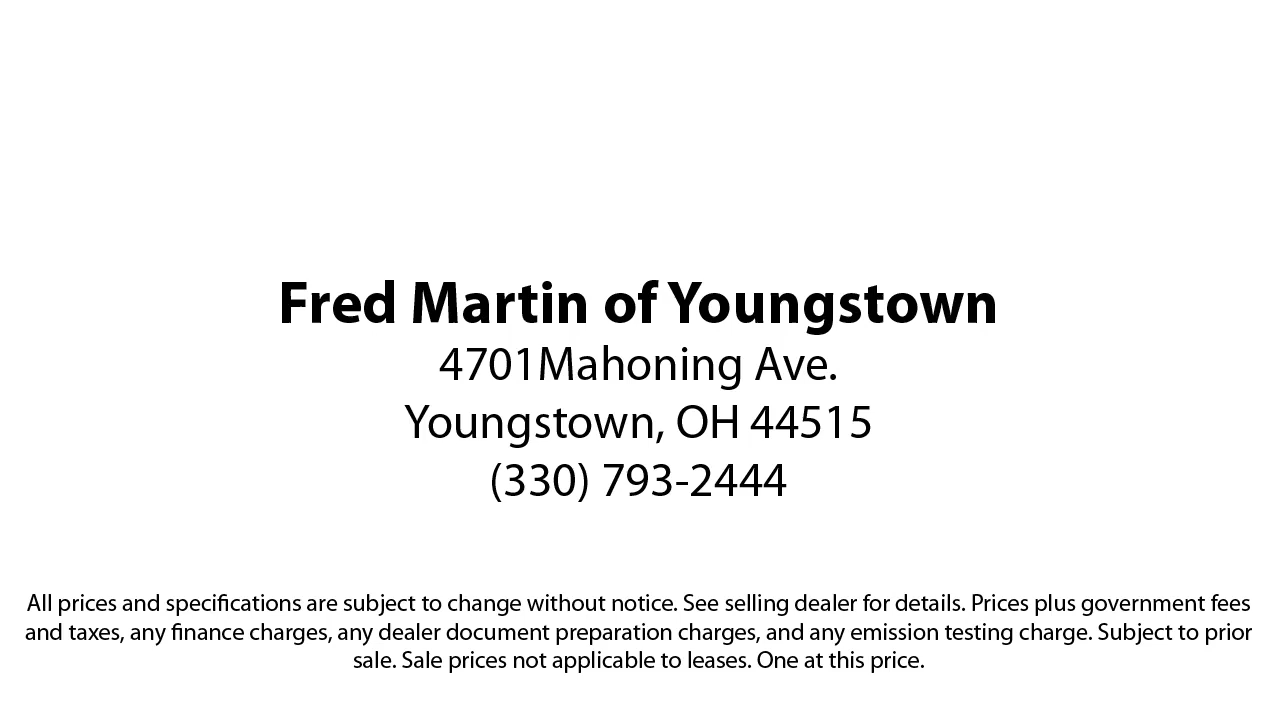 Fred Martin of Youngstown
4701Mahoning Ave.
Youngstown, OH 44515
(330) 793-2444
All prices and specifications are subject to change without notice. See selling dealer for details. Prices plus government fees
and taxes, any finance charges, any dealer document preparation charges, and any emission testing charge. Subject to prior
sale. Sale prices not applicable to leases. One at this price.